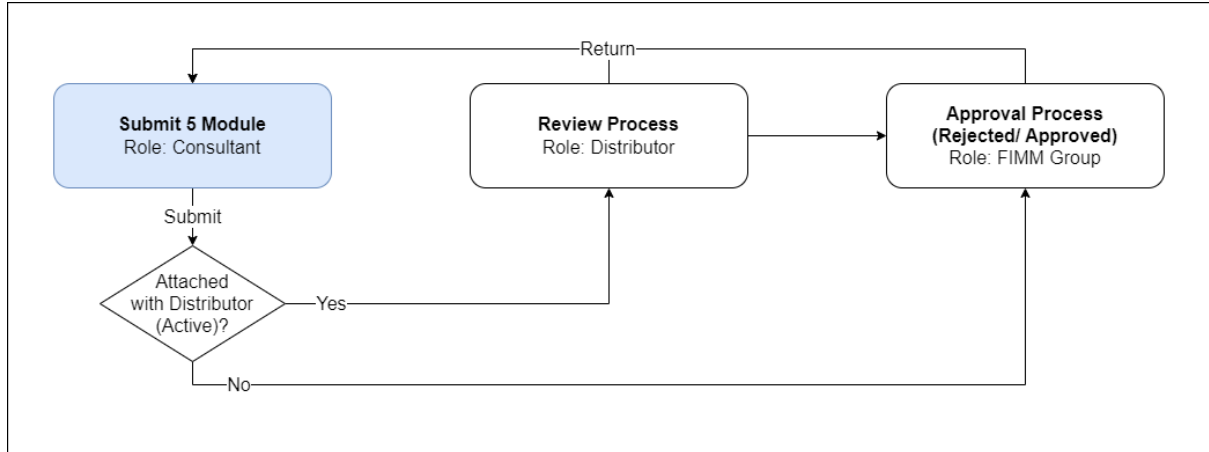 Return
Submit 5 Module
Role: Consultant
Review Process
Role: Distributor
Approval Process
(Rejected/ Approved)
Role: FIMM Group
Submit
Attached
with Distributor
(Active)?
Yes
No